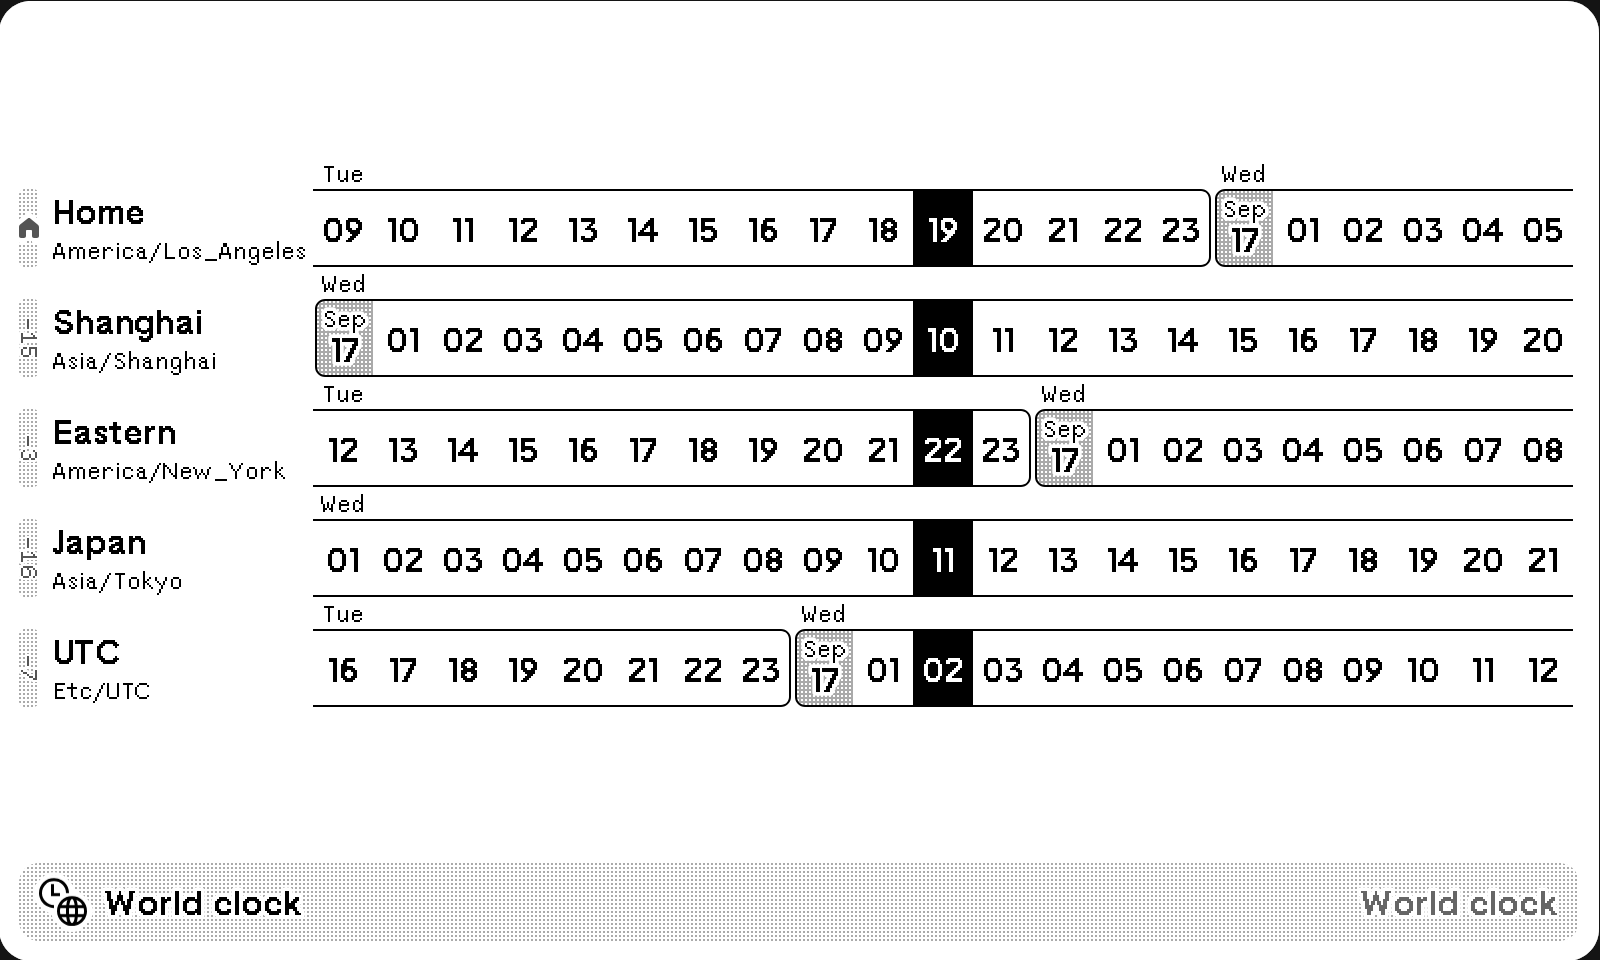 Tue Wed
Home
America/Los_Angeles
09 10 11 12 13 14 15 16 17 18 19 20 21 22 23 Sep 17 01 02 03 04 05
Wed
-15
Shanghai
Asia/Shanghai
Sep 17 01 02 03 04 05 06 07 08 09 10 11 12 13 14 15 16 17 18 19 20
Tue Wed
-3
Eastern
America/New_York
12 13 14 15 16 17 18 19 20 21 22 23 Sep 17 01 02 03 04 05 06 07 08
Wed
-16
Japan
Asia/Tokyo
01 02 03 04 05 06 07 08 09 10 11 12 13 14 15 16 17 18 19 20 21
Tue Wed
-7
UTC
Etc/UTC
16 17 18 19 20 21 22 23 Sep 17 01 02 03 04 05 06 07 08 09 10 11 12
World clock World clock